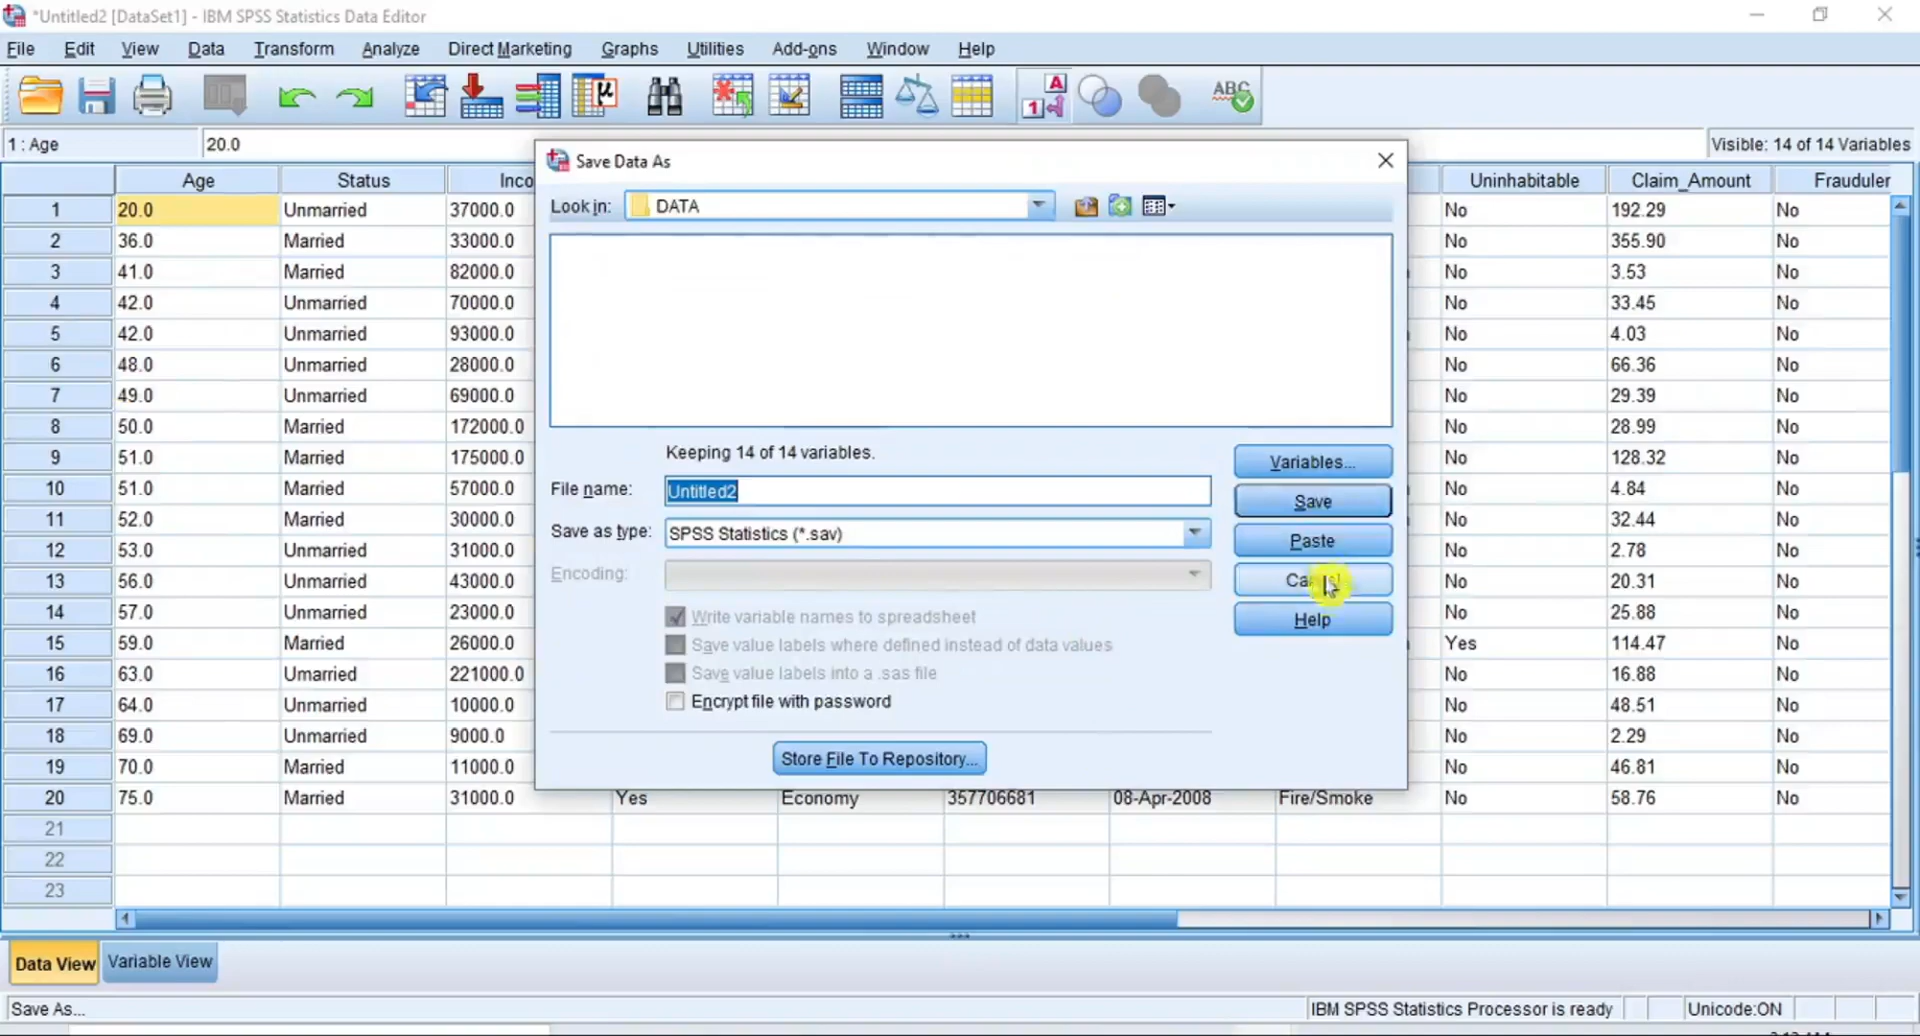 *Untitled2 [DataSet1] - IBM SPSS Statistics Data Editor
File Edit View Data Transform Analyze Direct Marketing Graphs Utilities Add-ons Window Help
1 : Age 20.0 Visible: 14 of 14 Variables
Age Status Inco Uninhabitable Claim_Amount Frauduler
1 20.0 Unmarried 37000.0 No 192.29 No
2 36.0 Married 33000.0 No 355.90 No
3 41.0 Married 82000.0 No 3.53 No
4 42.0 Unmarried 70000.0 No 33.45 No
5 42.0 Unmarried 93000.0 No 4.03 No
6 48.0 Unmarried 28000.0 No 66.36 No
7 49.0 Unmarried 69000.0 No 29.39 No
8 50.0 Married 172000.0 No 28.99 No
9 51.0 Married 175000.0 No 128.32 No
10 51.0 Married 57000.0 No 4.84 No
11 52.0 Married 30000.0 No 32.44 No
12 53.0 Unmarried 31000.0 No 2.78 No
13 56.0 Unmarried 43000.0 No 20.31 No
14 57.0 Unmarried 23000.0 No 25.88 No
15 59.0 Married 26000.0 Yes 114.47 No
16 63.0 Umarried 221000.0 No 16.88 No
17 64.0 Unmarried 10000.0 No 48.51 No
18 69.0 Unmarried 9000.0 No 2.29 No
19 70.0 Married 11000.0 No 46.81 No
20 75.0 Married 31000.0 Yes Economy 357706681 08-Apr-2008 Fire/Smoke No 58.76 No
21
22
23
Save Data As
Look in: DATA
Keeping 14 of 14 variables.
Variables...
File name: Untitled2
Save
Save as type: SPSS Statistics (*.sav)
Paste
Encoding:
Help
Write variable names to spreadsheet
Save value labels where defined instead of data values
Save value labels into a .sas file
Encrypt file with password
Store File To Repository...
Data View Variable View
Save As... IBM SPSS Statistics Processor is ready Unicode:ON